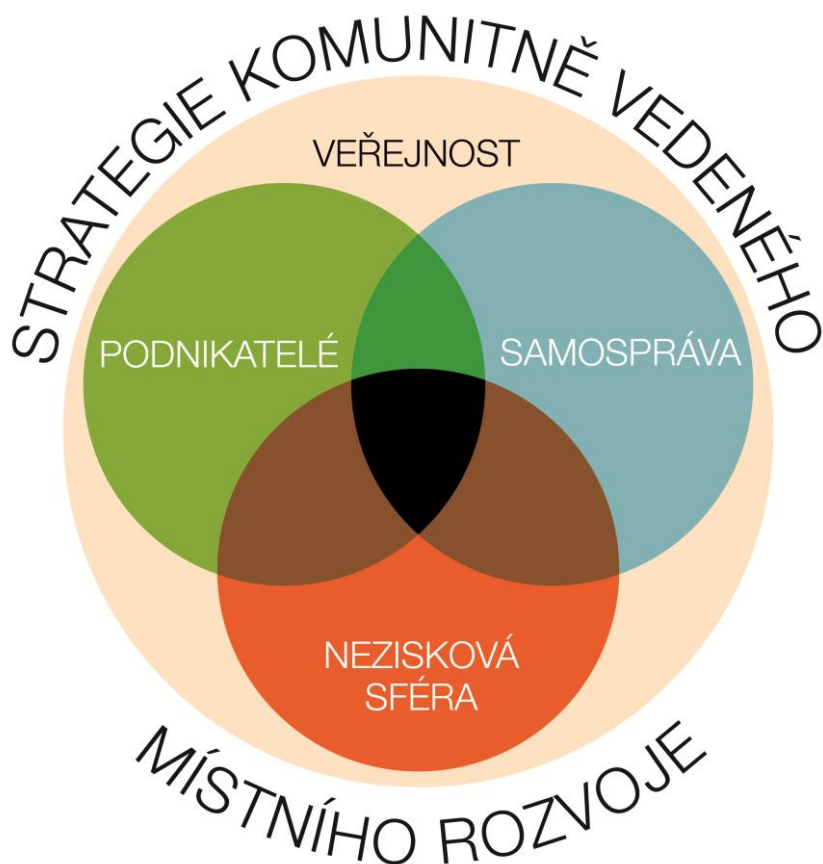 STRATEGIE KOMUNITNĚ VEDENÉHO
VEŘEJNOST
PODNIKATELÉ
SAMOSPRÁVA
NEZISKOVÁ
SFÉRA
MÍSTNÍHO ROZVOJE